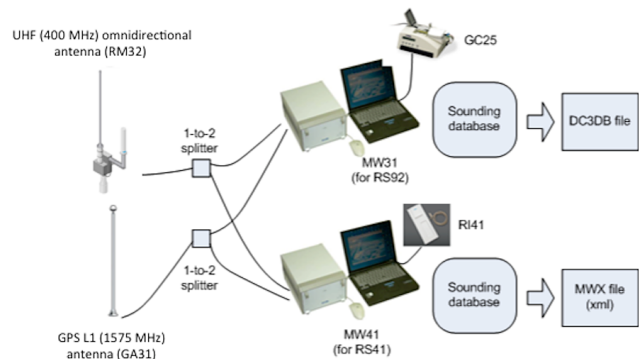 UHF (400 MHz) omnidirectional
antenna (RM32)
GC25
1-to-2
splitter
MW31
(for RS92)
Sounding
database
DC3DB file
RI41
1-to-2
splitter
GPS L1 (1575 MHz)
antenna (GA31)
MW41
(for RS41)
Sounding
database
MWX file
(xml)